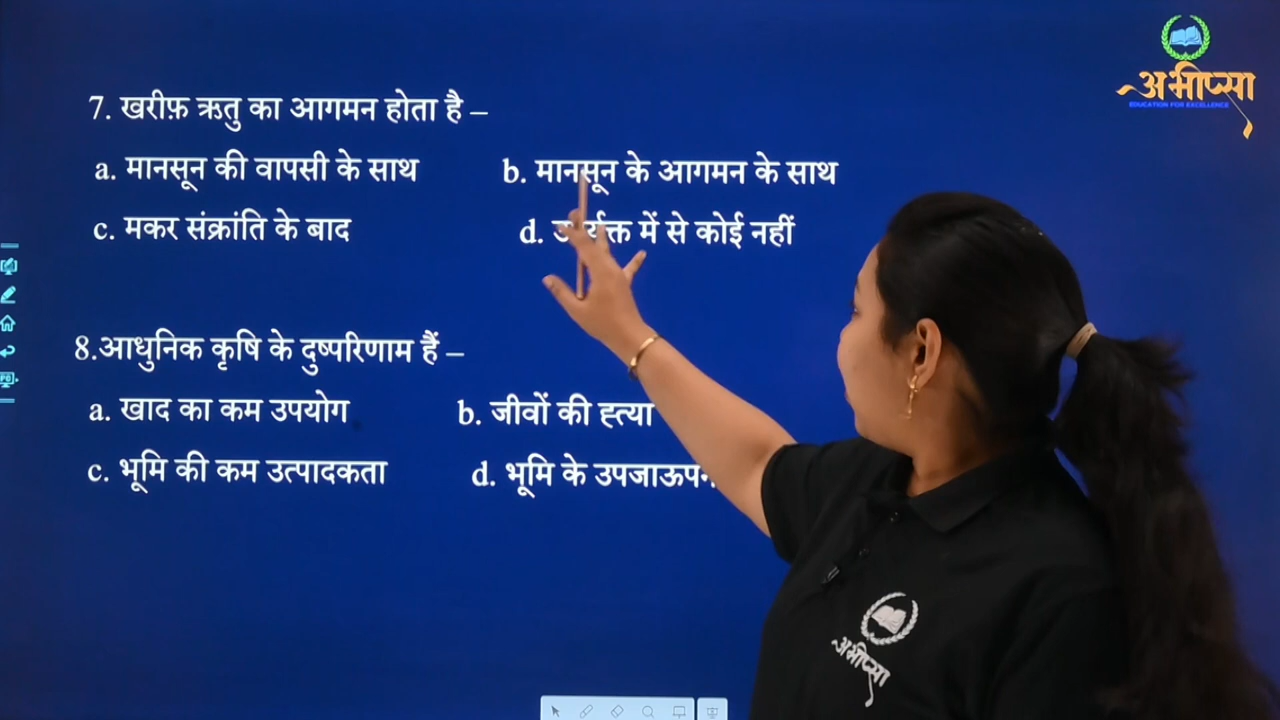 अभीप्सा
EDUCATION FOR EXCELLENCE
7. खरीफ़ ऋतु का आगमन होता है –
a. मानसून की वापसी के साथ b. मानसून के आगमन के साथ
c. मकर संक्रांति के बाद d. में से कोई नहीं
8.आधुनिक कृषि के दुष्परिणाम हैं –
a. खाद का कम उपयोग b. जीवों की ह्त्या
c. भूमि की कम उत्पादकता d. भूमि के
अभीप्सा